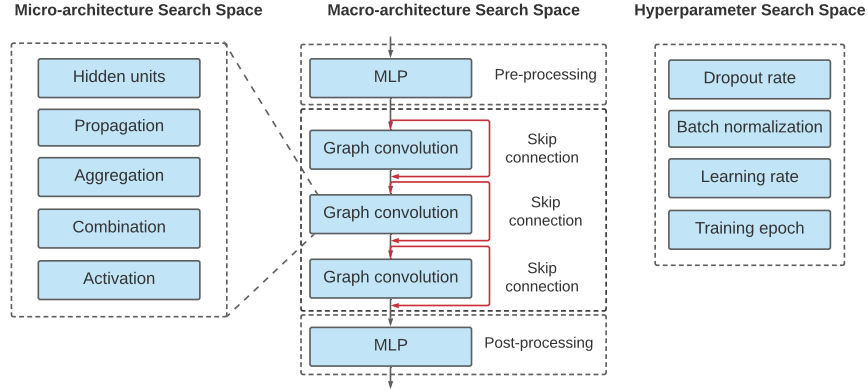 Micro-architecture Search Space
Hidden units
Propagation
Aggregation
Combination
Activation
Macro-architecture Search Space
MLP
Pre-processing
Graph convolution
Skip
connection
Graph convolution
Skip
connection
Graph convolution
Skip
connection
MLP
Post-processing
Hyperparameter Search Space
Dropout rate
Batch normalization
Learning rate
Training epoch